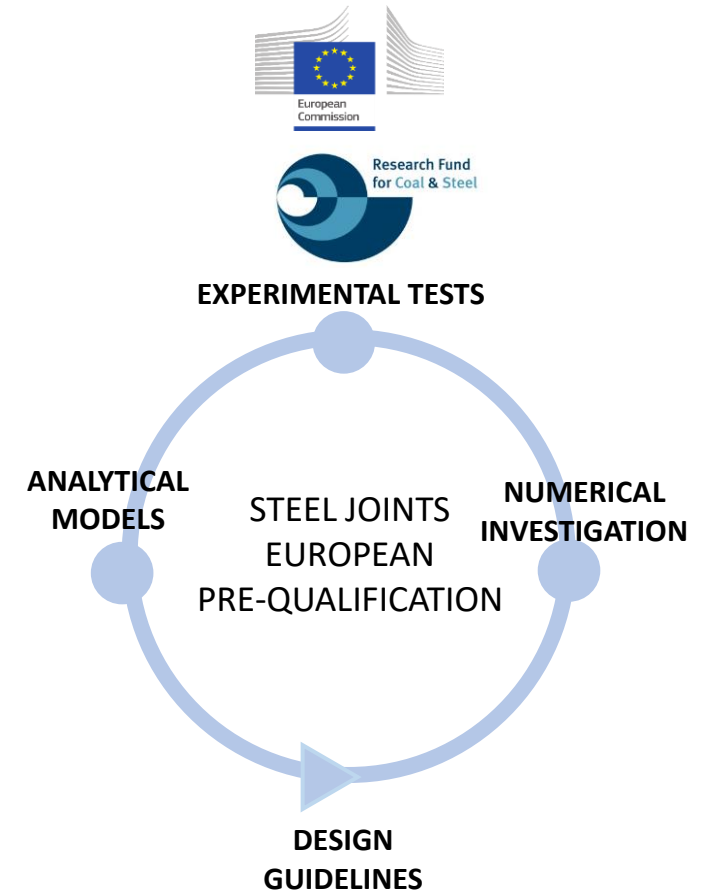 European
Commission
Research Fund
for Coal & Steel
EXPERIMENTAL TESTS
ANALYTICAL
MODELS
STEEL JOINTS
EUROPEAN
PRE-QUALIFICATION
NUMERICAL
INVESTIGATION
DESIGN
GUIDELINES